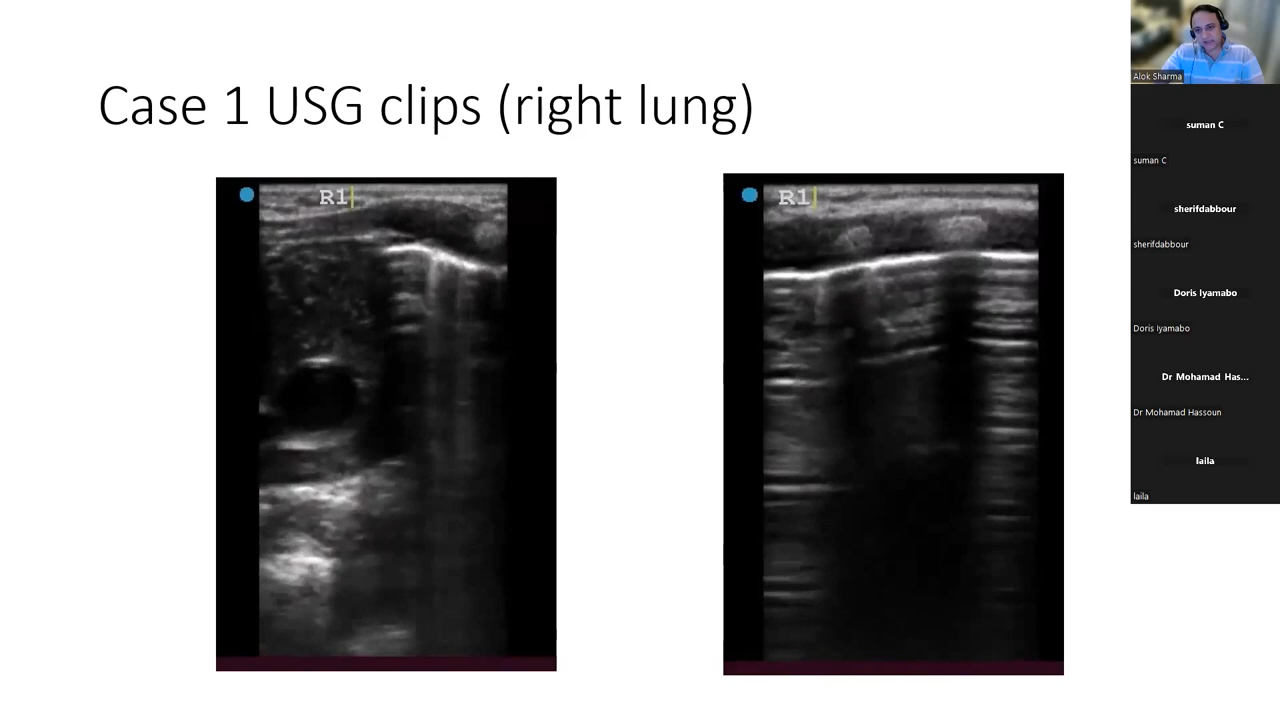 Case 1 USG clips (right lung)
R1
R1
Alok Sharma
suman C
suman C
sherifdabbour
sherifdabbour
Doris Iyamabo
Doris Iyamabo
Dr Mohamad Has...
Dr Mohamad Hassoun
laila
laila